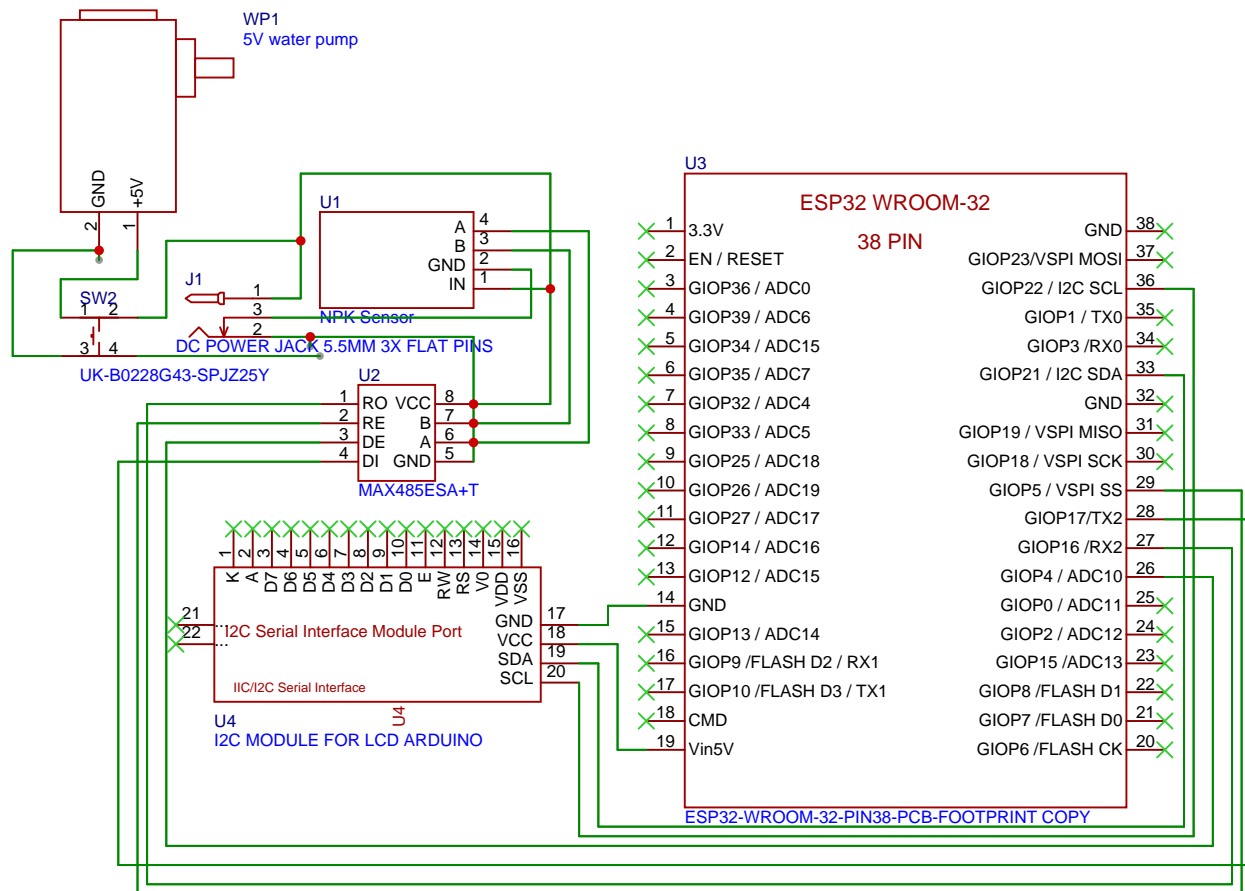 WP1
5V water pump
GND
+5V
2
1
U1
A 4
B 3
GND 2
IN 1
NPK Sensor
J1
1
3
2
DC POWER JACK 5.5MM 3X FLAT PINS
SW2
1 2
3 4
UK-B0228G43-SPJZ25Y
U2
1 RO VCC 8
2 RE B 7
3 DE A 6
4 DI GND 5
MAX485ESA+T
U3
ESP32 WROOM-32
38 PIN
1 3.3V GND 38
2 EN / RESET GIOP23/VSPI MOSI 37
3 GIOP36 / ADC0 GIOP22 / I2C SCL 36
4 GIOP39 / ADC6 GIOP1 / TX0 35
5 GIOP34 / ADC15 GIOP3 /RX0 34
6 GIOP35 / ADC7 GIOP21 / I2C SDA 33
7 GIOP32 / ADC4 GND 32
8 GIOP33 / ADC5 GIOP19 / VSPI MISO 31
9 GIOP25 / ADC18 GIOP18 / VSPI SCK 30
10 GIOP26 / ADC19 GIOP5 / VSPI SS 29
11 GIOP27 / ADC17 GIOP17/TX2 28
12 GIOP14 / ADC16 GIOP16 /RX2 27
13 GIOP12 / ADC15 GIOP4 / ADC10 26
14 GND GIOP0 / ADC11 25
15 GIOP13 / ADC14 GIOP2 / ADC12 24
16 GIOP9 /FLASH D2 / RX1 GIOP15 /ADC13 23
17 GIOP10 /FLASH D3 / TX1 GIOP8 /FLASH D1 22
18 CMD GIOP7 /FLASH D0 21
19 Vin5V GIOP6 /FLASH CK 20
ESP32-WROOM-32-PIN38-PCB-FOOTPRINT COPY
1 2 3 4 5 6 7 8 9 10 11 12 13 14 15 16
K A D7 D6 D5 D4 D3 D2 D1 D0 E RW RS V0 VDD VSS
21 ...
22 ...
I2C Serial Interface Module Port
GND 17
VCC 18
SDA 19
SCL 20
IIC/I2C Serial Interface
U4
U4
I2C MODULE FOR LCD ARDUINO